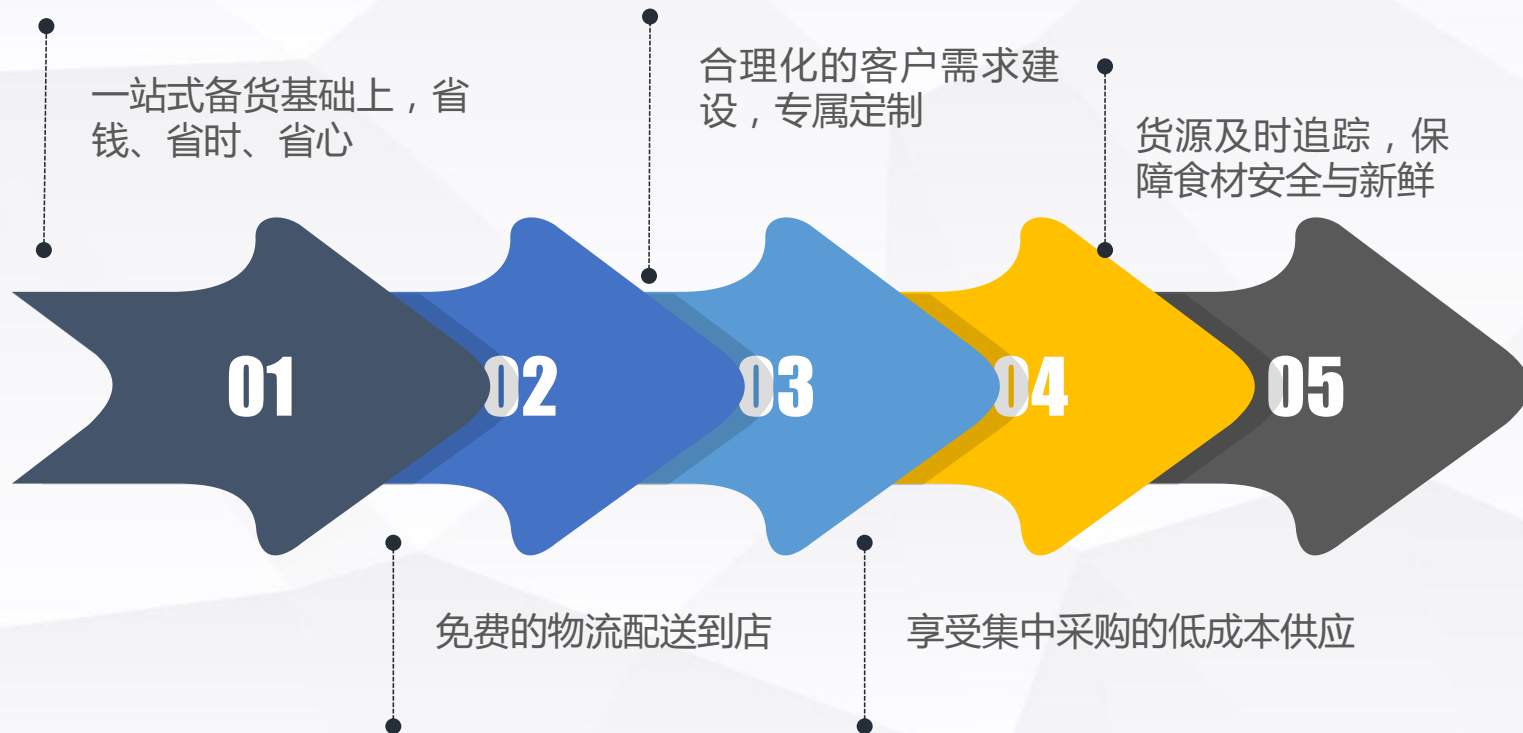 一站式备货基础上，省
钱、省时、省心
合理化的客户需求建
设，专属定制
货源及时追踪，保
障食材安全与新鲜
01
02
03
04
05
免费的物流配送到店
享受集中采购的低成本供应